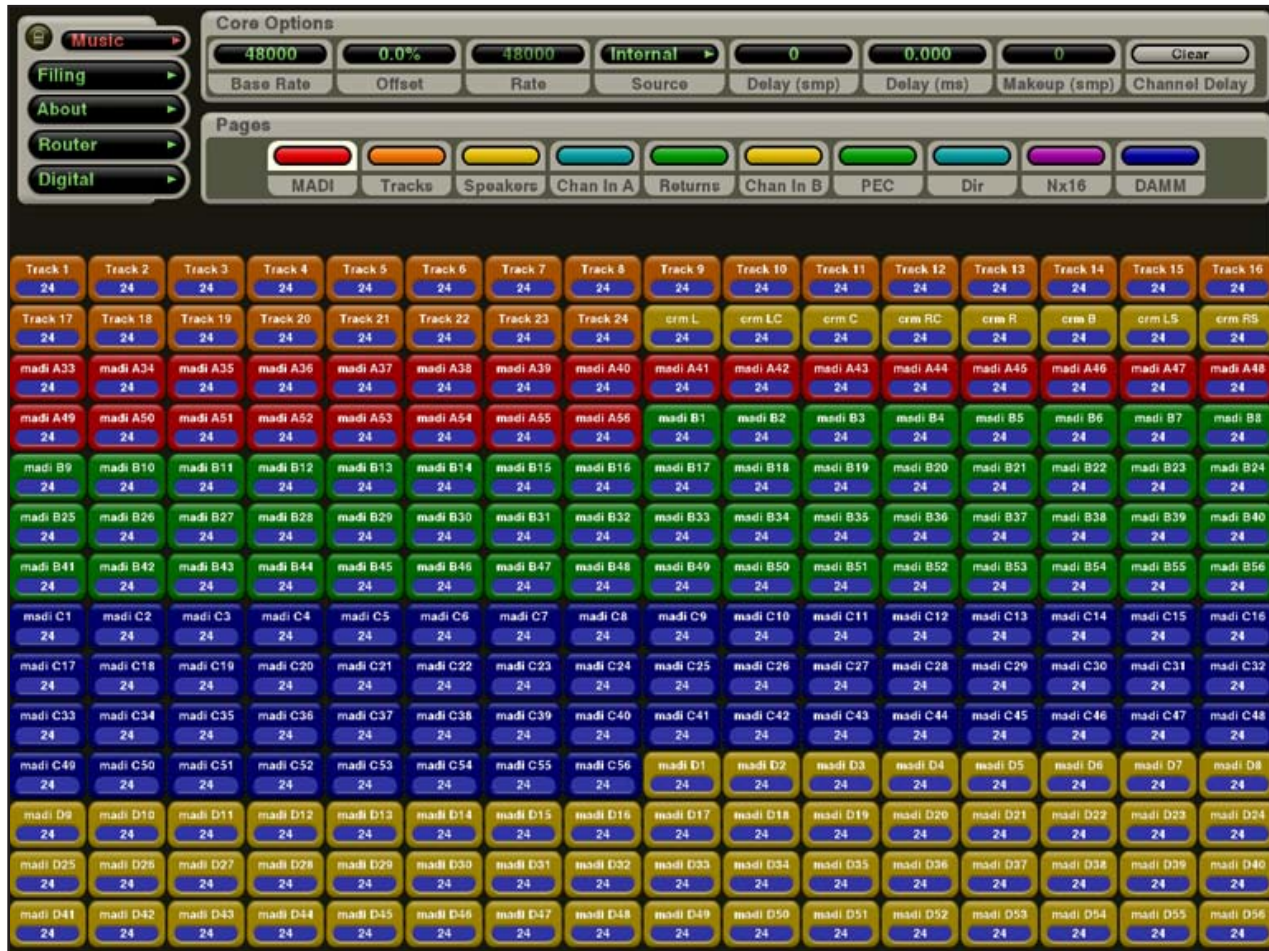 Music
Filing
About
Router
Digital
Core Options
48000 0.0% 48000 Internal 0 0.000 0 Clear
Base Rate Offset Rate Source Delay (smp) Delay (ms) Makeup (smp) Channel Delay
Pages
MADI Tracks Speakers Chan In A Returns Chan In B PEC Dir Nx16 DAMM
Track 1 Track 2 Track 3 Track 4 Track 5 Track 6 Track 7 Track 8 Track 9 Track 10 Track 11 Track 12 Track 13 Track 14 Track 15 Track 16
24 24 24 24 24 24 24 24 24 24 24 24 24 24 24 24
Track 17 Track 18 Track 19 Track 20 Track 21 Track 22 Track 23 Track 24 crm L crm LC crm C crm RC crm R crm B crm LS crm RS
24 24 24 24 24 24 24 24 24 24 24 24 24 24 24 24
madi A33 madi A34 madi A35 madi A36 madi A37 madi A38 madi A39 madi A40 madi A41 madi A42 madi A43 madi A44 madi A45 madi A46 madi A47 madi A48
24 24 24 24 24 24 24 24 24 24 24 24 24 24 24 24
madi A49 madi A50 madi A51 madi A52 madi A53 madi A54 madi A55 madi A56 madi B1 madi B2 madi B3 madi B4 madi B5 madi B6 madi B7 madi B8
24 24 24 24 24 24 24 24 24 24 24 24 24 24 24 24
madi B9 madi B10 madi B11 madi B12 madi B13 madi B14 madi B15 madi B16 madi B17 madi B18 madi B19 madi B20 madi B21 madi B22 madi B23 madi B24
24 24 24 24 24 24 24 24 24 24 24 24 24 24 24 24
madi B25 madi B26 madi B27 madi B28 madi B29 madi B30 madi B31 madi B32 madi B33 madi B34 madi B35 madi B36 madi B37 madi B38 madi B39 madi B40
24 24 24 24 24 24 24 24 24 24 24 24 24 24 24 24
madi B41 madi B42 madi B43 madi B44 madi B45 madi B46 madi B47 madi B48 madi B49 madi B50 madi B51 madi B52 madi B53 madi B54 madi B55 madi B56
24 24 24 24 24 24 24 24 24 24 24 24 24 24 24 24
madi C1 madi C2 madi C3 madi C4 madi C5 madi C6 madi C7 madi C8 madi C9 madi C10 madi C11 madi C12 madi C13 madi C14 madi C15 madi C16
24 24 24 24 24 24 24 24 24 24 24 24 24 24 24 24
madi C17 madi C18 madi C19 madi C20 madi C21 madi C22 madi C23 madi C24 madi C25 madi C26 madi C27 madi C28 madi C29 madi C30 madi C31 madi C32
24 24 24 24 24 24 24 24 24 24 24 24 24 24 24 24
madi C33 madi C34 madi C35 madi C36 madi C37 madi C38 madi C39 madi C40 madi C41 madi C42 madi C43 madi C44 madi C45 madi C46 madi C47 madi C48
24 24 24 24 24 24 24 24 24 24 24 24 24 24 24 24
madi C49 madi C50 madi C51 madi C52 madi C53 madi C54 madi C55 madi C56 madi D1 madi D2 madi D3 madi D4 madi D5 madi D6 madi D7 madi D8
24 24 24 24 24 24 24 24 24 24 24 24 24 24 24 24
madi D9 madi D10 madi D11 madi D12 madi D13 madi D14 madi D15 madi D16 madi D17 madi D18 madi D19 madi D20 madi D21 madi D22 madi D23 madi D24
24 24 24 24 24 24 24 24 24 24 24 24 24 24 24 24
madi D25 madi D26 madi D27 madi D28 madi D29 madi D30 madi D31 madi D32 madi D33 madi D34 madi D35 madi D36 madi D37 madi D38 madi D39 madi D40
24 24 24 24 24 24 24 24 24 24 24 24 24 24 24 24
madi D41 madi D42 madi D43 madi D44 madi D45 madi D46 madi D47 madi D48 madi D49 madi D50 madi D51 madi D52 madi D53 madi D54 madi D55 madi D56
24 24 24 24 24 24 24 24 24 24 24 24 24 24 24 24